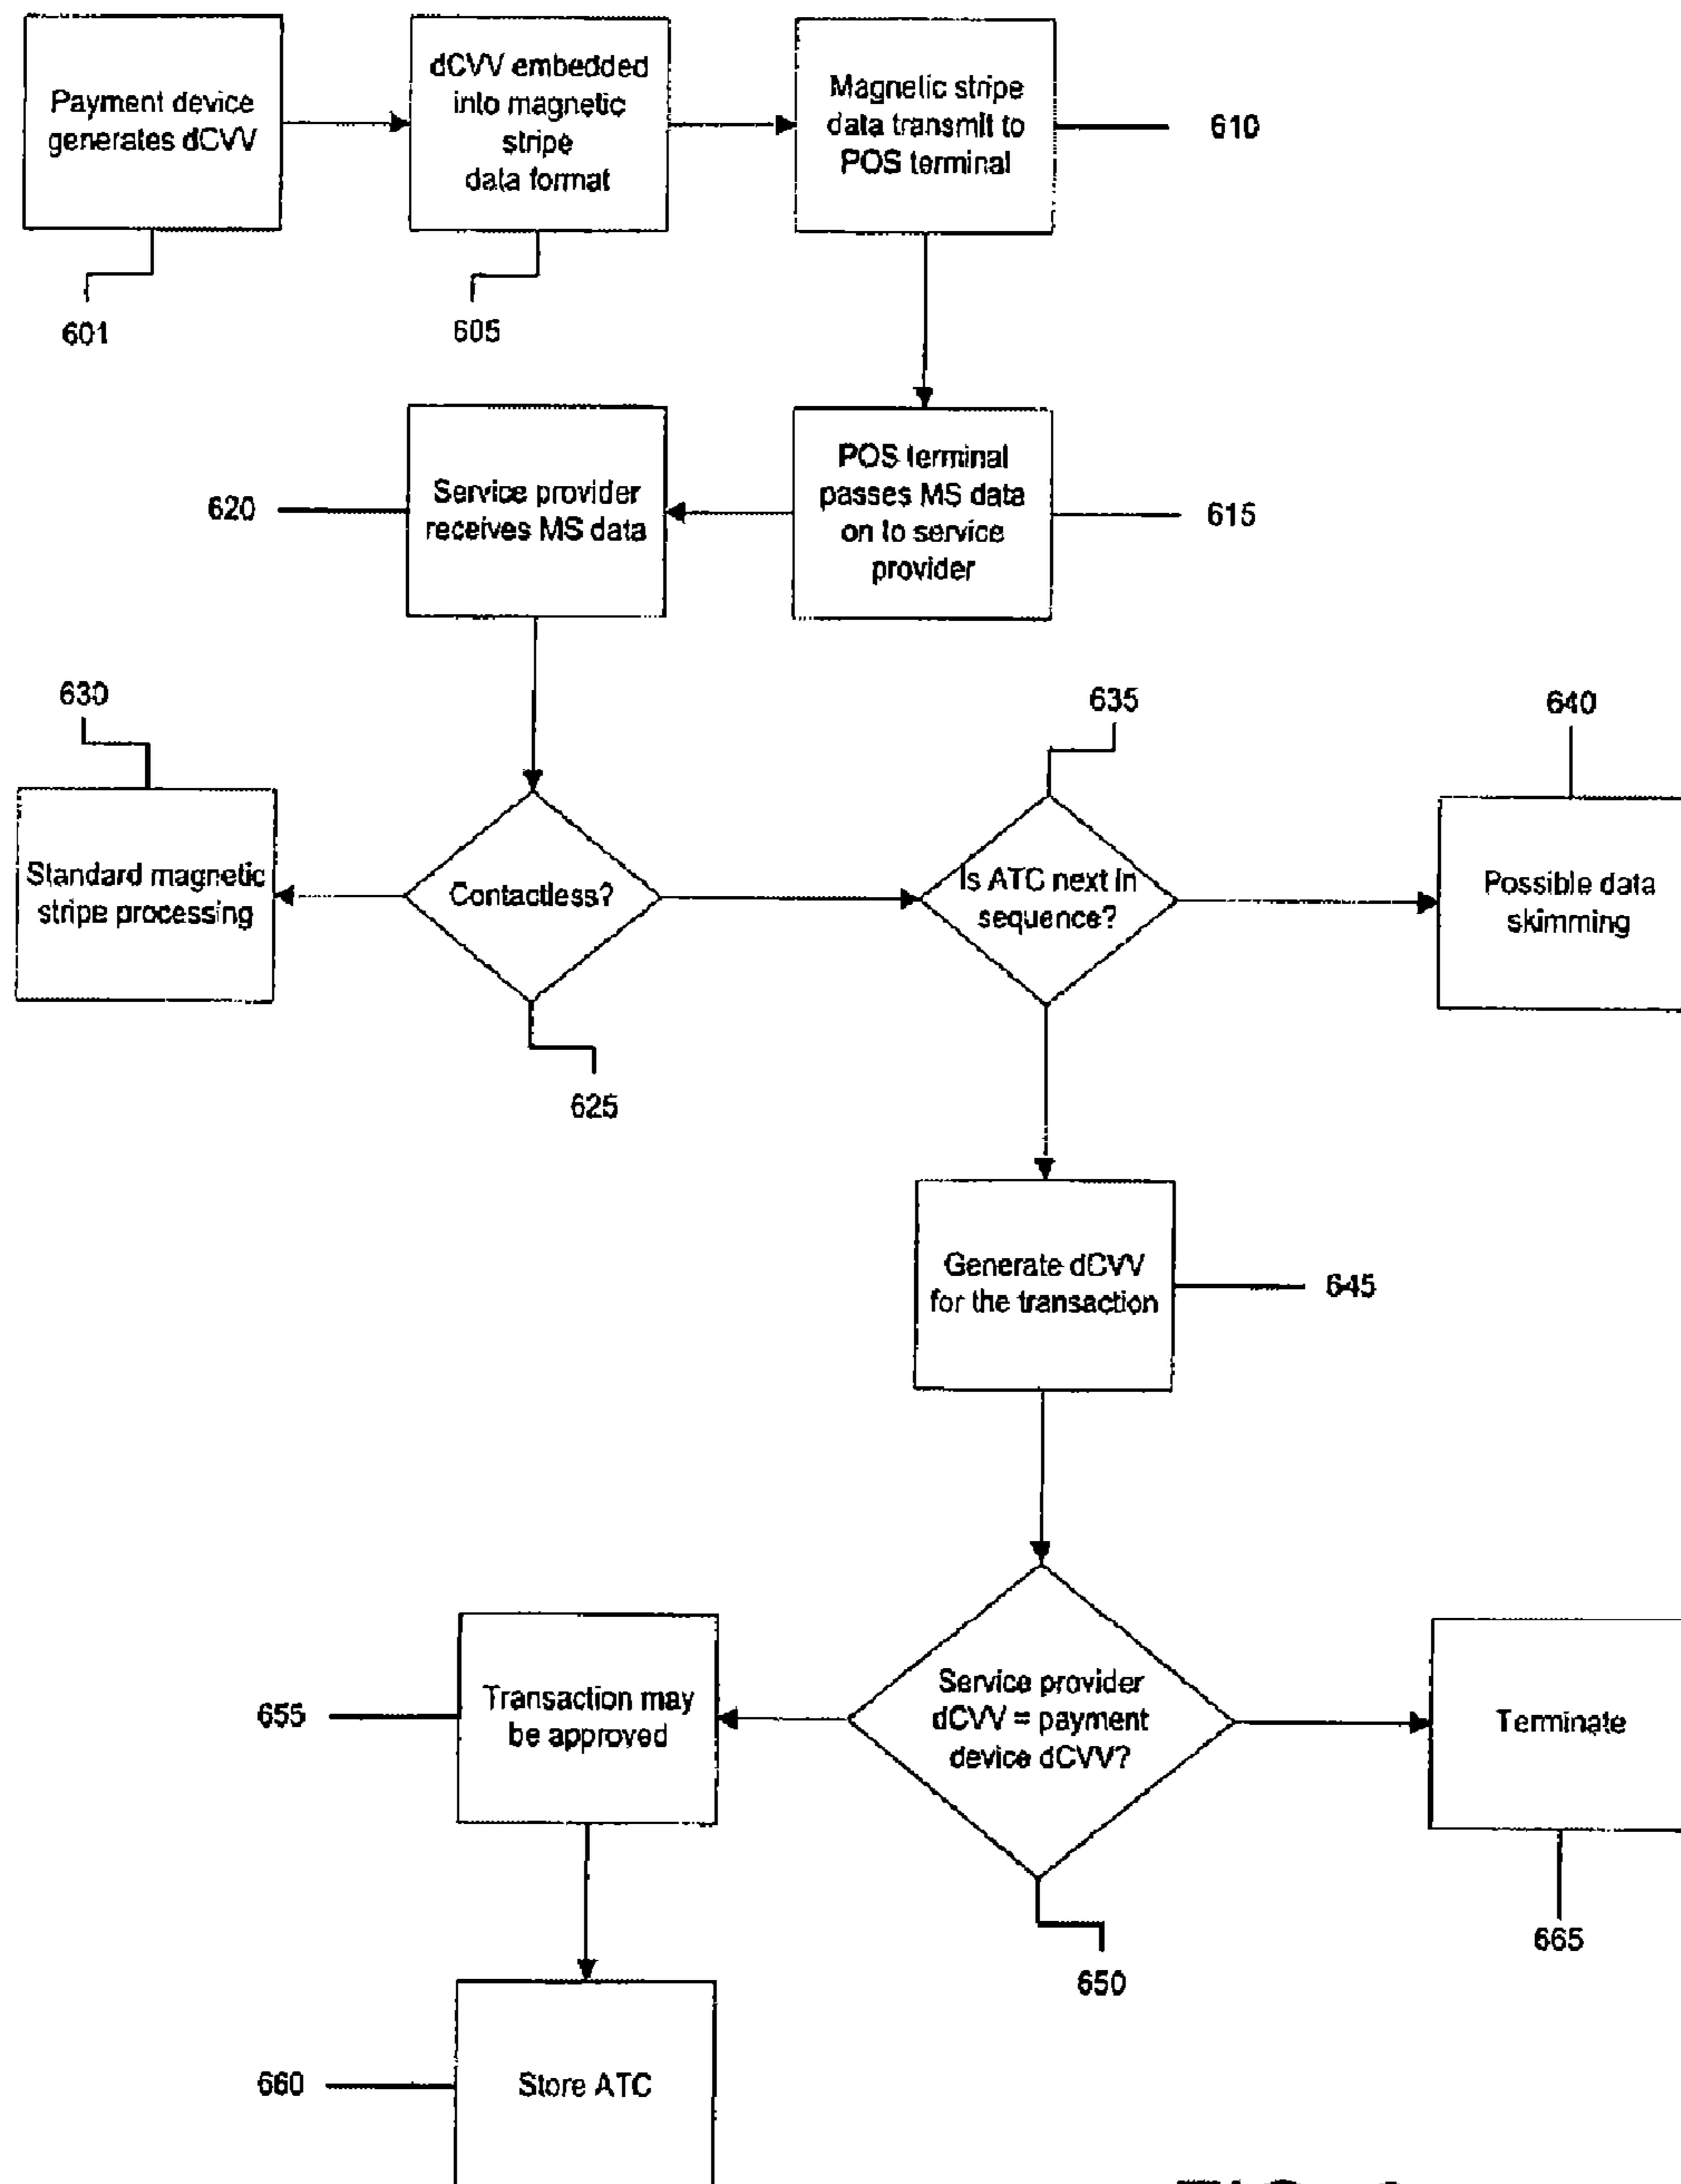 Payment device
generates dCVV
601
dCVV embedded
into magnetic
stripe
data format
605
Magnetic stripe
data transmit to
POS terminal
610
POS terminal
passes MS data
on to service
provider
615
Service provider
receives MS data
620
Contactless?
625
Standard magnetic
stripe processing
630
Is ATC next in
sequence?
635
Possible data
skimming
640
Generate dCVV
for the transaction
645
Service provider
dCVV = payment
device dCVV?
650
Transaction may
be approved
655
Store ATC
660
Terminate
665